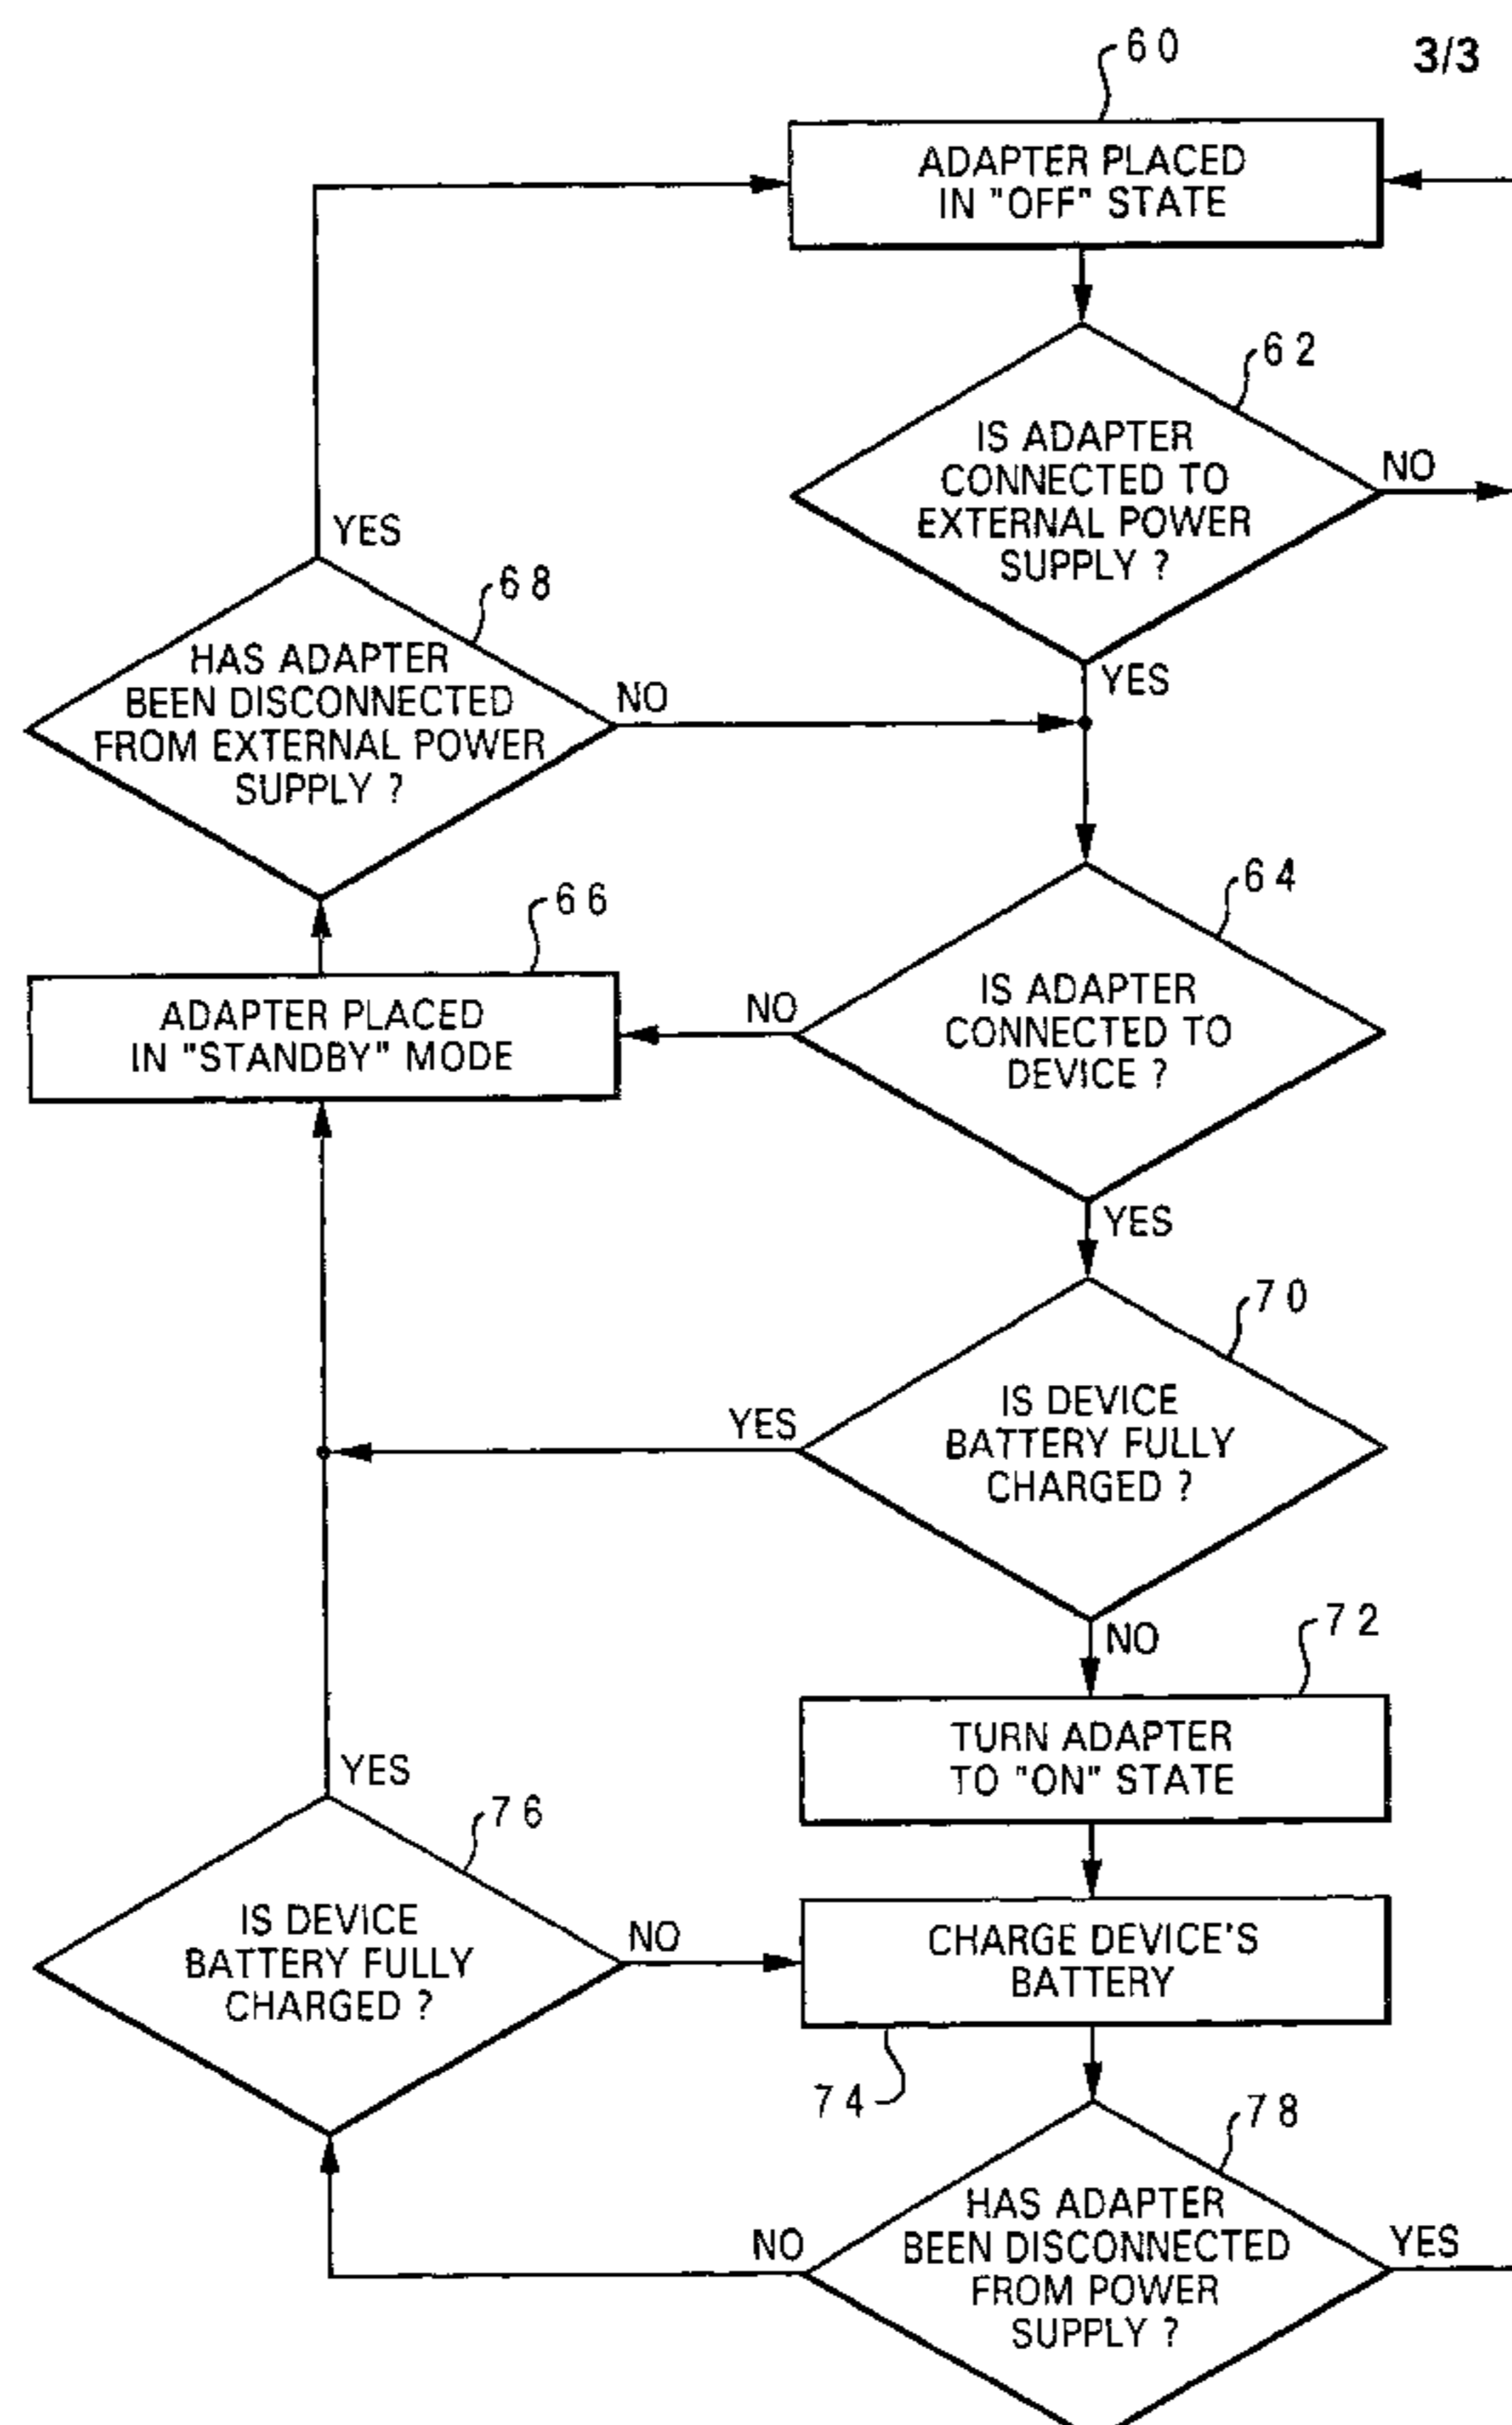 60
3/3
ADAPTER PLACED
IN "OFF" STATE
62
IS ADAPTER
CONNECTED TO
EXTERNAL POWER
SUPPLY ?
NO
YES
YES
68
HAS ADAPTER
BEEN DISCONNECTED
FROM EXTERNAL POWER
SUPPLY ?
NO
64
IS ADAPTER
CONNECTED TO
DEVICE ?
NO
YES
66
ADAPTER PLACED
IN "STANDBY" MODE
70
IS DEVICE
BATTERY FULLY
CHARGED ?
YES
NO
72
TURN ADAPTER
TO "ON" STATE
YES
76
IS DEVICE
BATTERY FULLY
CHARGED ?
NO
CHARGE DEVICE'S
BATTERY
74
78
HAS ADAPTER
BEEN DISCONNECTED
FROM POWER
SUPPLY ?
NO
YES